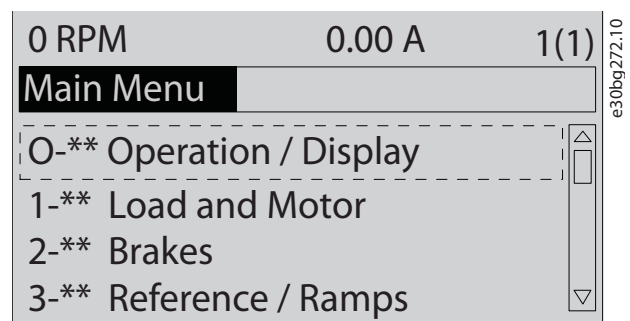 0 RPM 0.00 A 1(1)
Main Menu
O-** Operation / Display
1-** Load and Motor
2-** Brakes
3-** Reference / Ramps
e30bg272.10